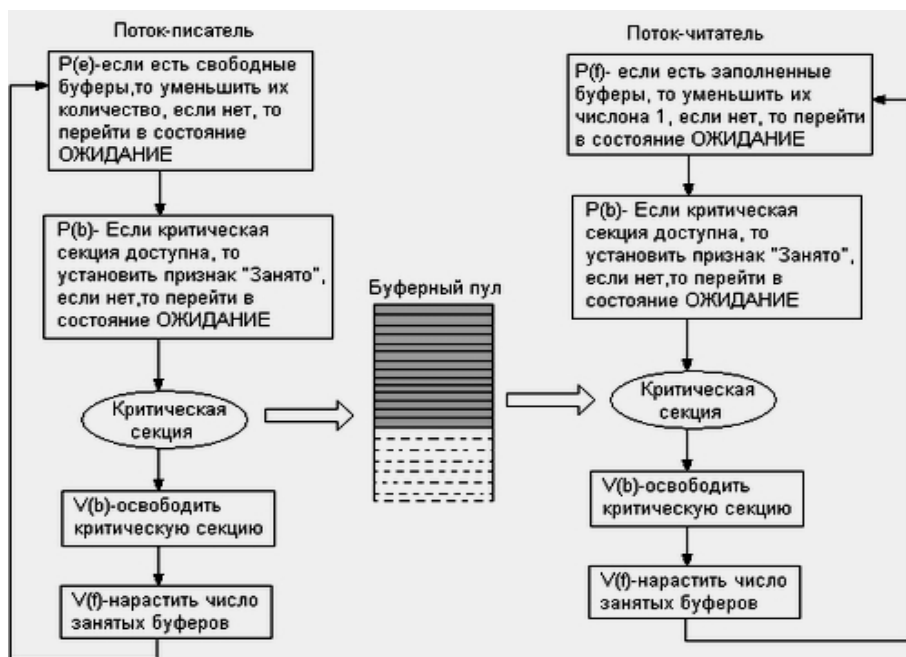 Поток-писатель
P(e)-если есть свободные
буферы,то уменьшить их
количество, если нет, то
перейти в состояние
ОЖИДАНИЕ
P(b)- Если критическая
секция доступна, то
установить признак "Занято",
если нет,то перейти в
состояние ОЖИДАНИЕ
Критическая
секция
V(b)-освободить
критическую секцию
V(f)-нарастить число
занятых буферов
Буферный пул
Поток-читатель
P(f)- если есть заполненные
буферы, то уменьшить их
числона 1, если нет, то перейти
в состояние ОЖИДАНИЕ
P(b)- Если критическая
секция доступна, то
установить признак "Занято",
если нет,то перейти в
состояние ОЖИДАНИЕ
Критическая
секция
V(b)-освободить
критическую секцию
V(f)-нарастить число
занятых буферов